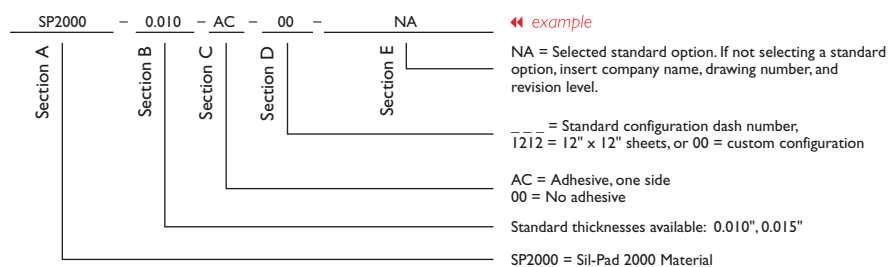 SP2000 – 0.010 – AC – 00 – NA
example
Section A
Section B
Section C
Section D
Section E
NA = Selected standard option. If not selecting a standard
option, insert company name, drawing number, and
revision level.
_ _ _ = Standard configuration dash number,
1212 = 12" x 12" sheets, or 00 = custom configuration
AC = Adhesive, one side
00 = No adhesive
Standard thicknesses available: 0.010", 0.015"
SP2000 = Sil-Pad 2000 Material